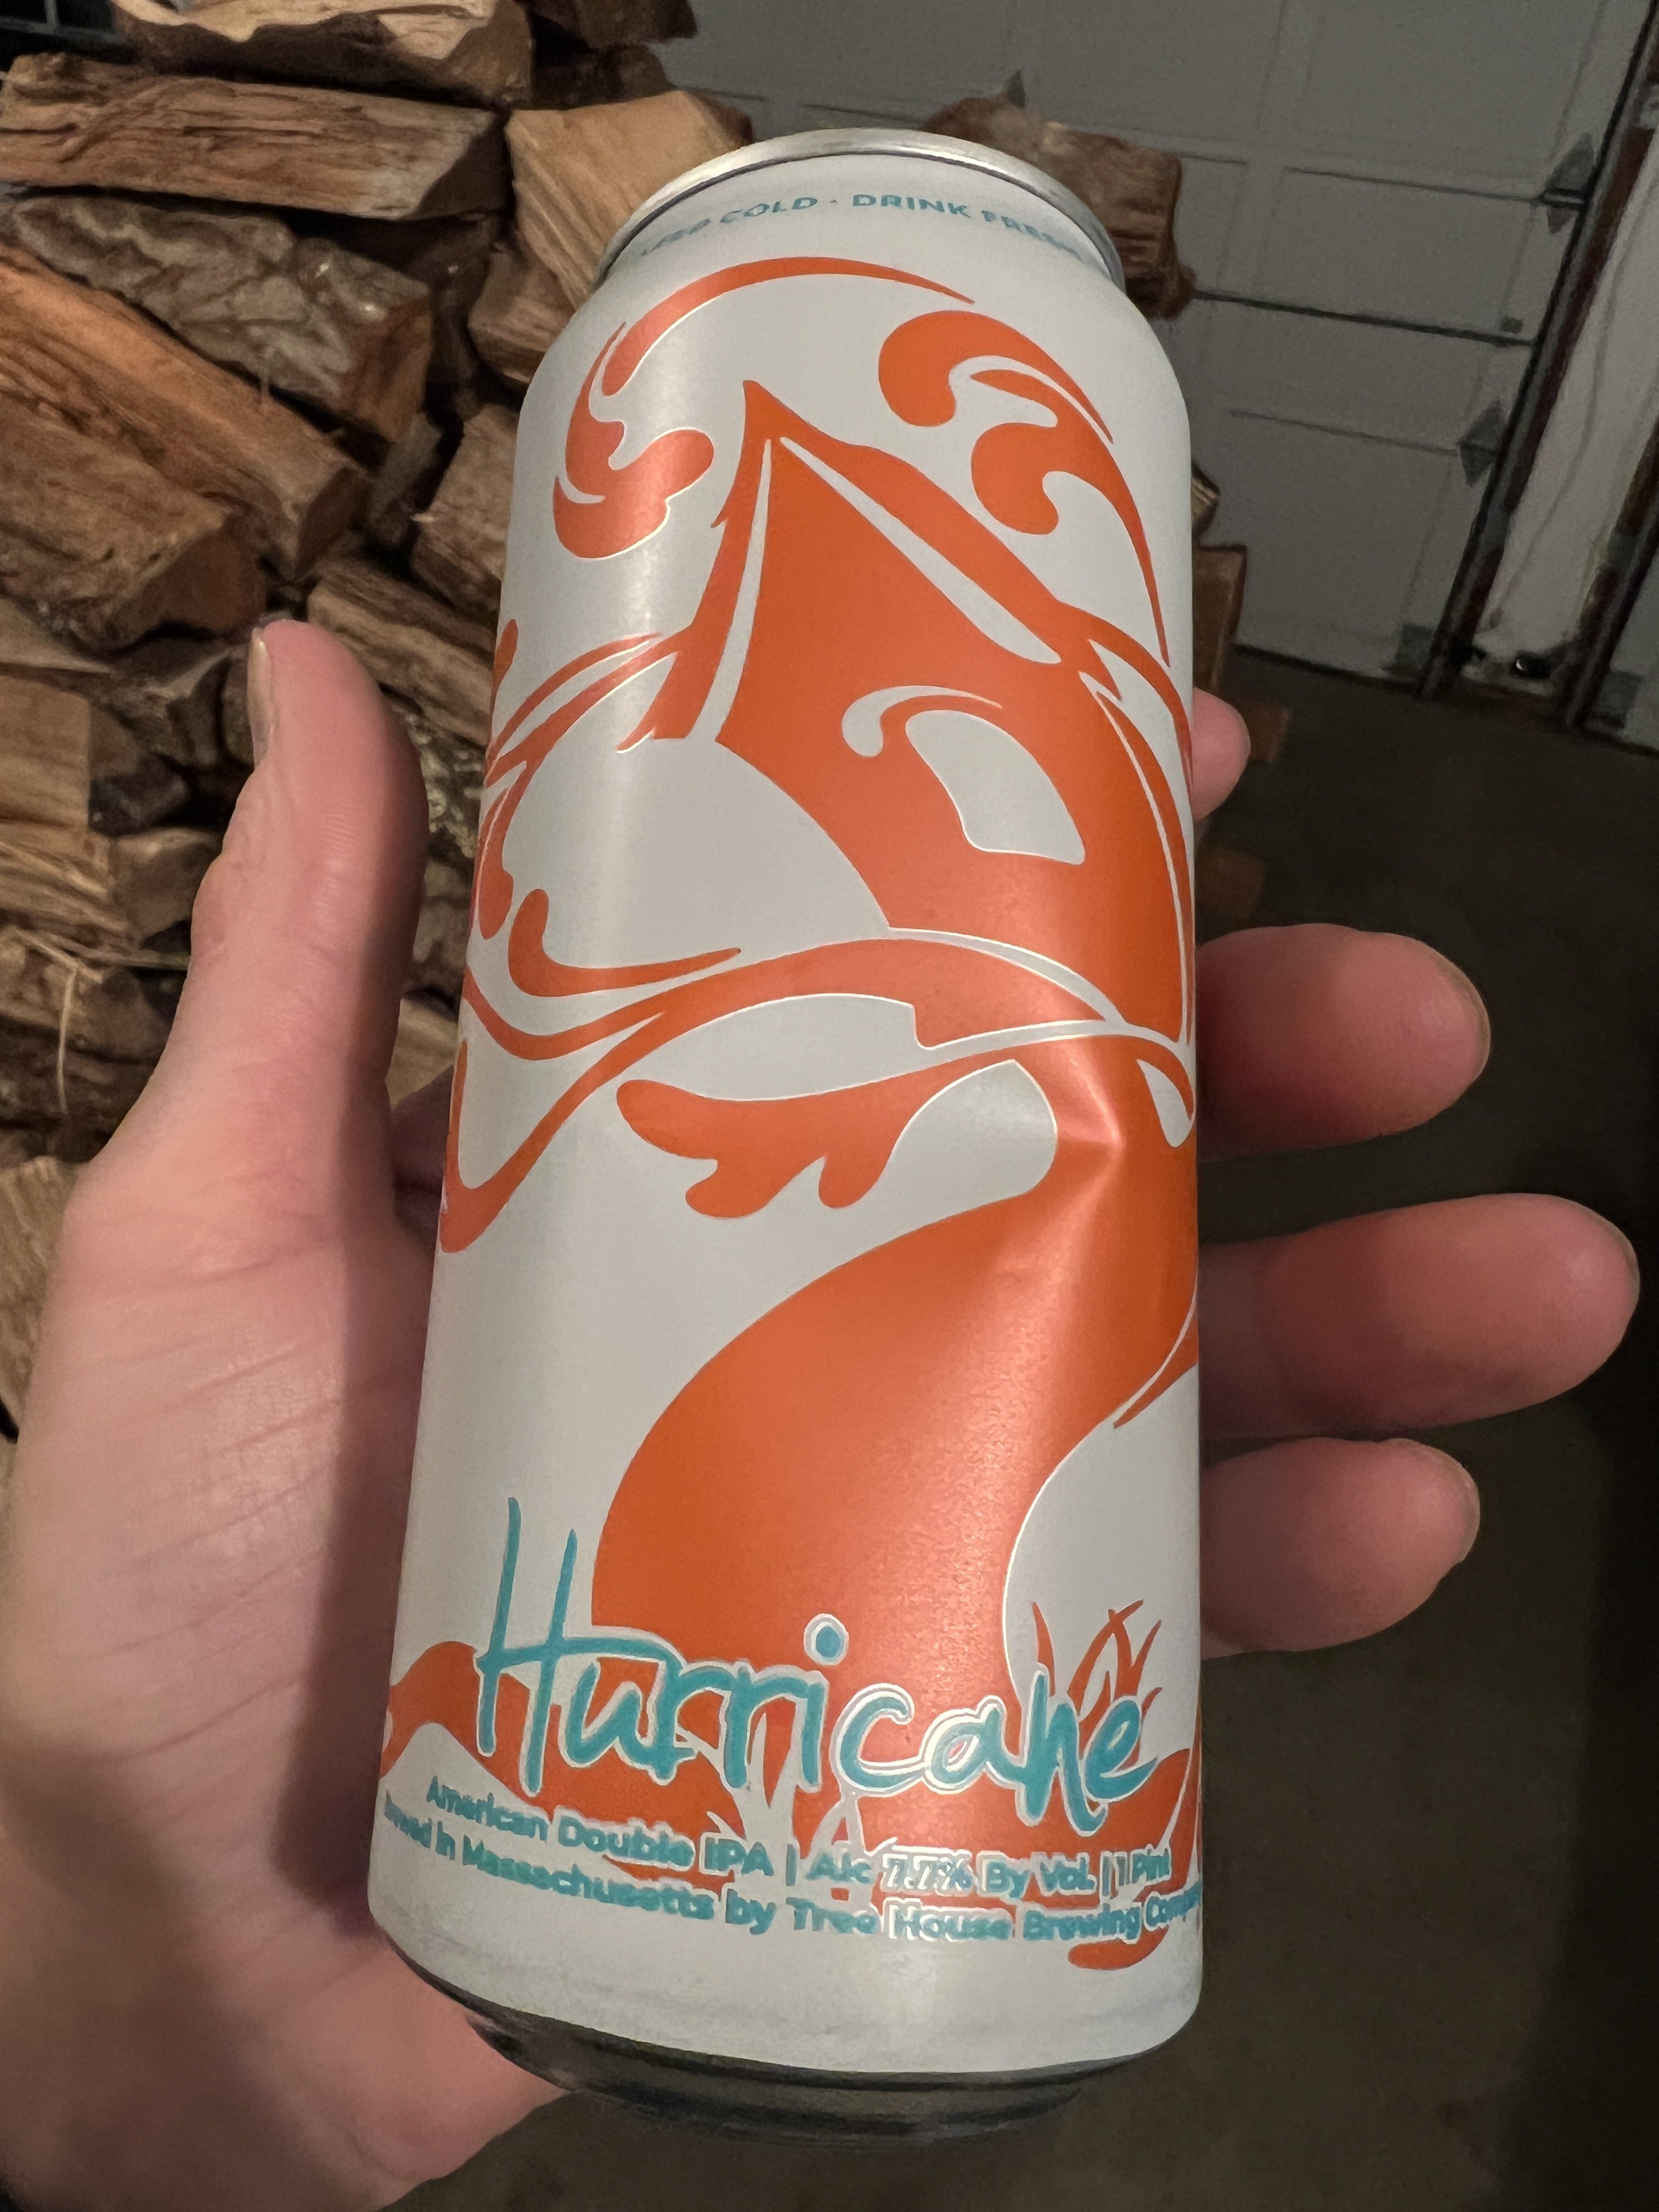 COLD · DRINK FRESH
Hurricane
American Double IPA | Alc 7.7% By Vol. | 1 Pint
in Massachusetts by Tree House Brewing